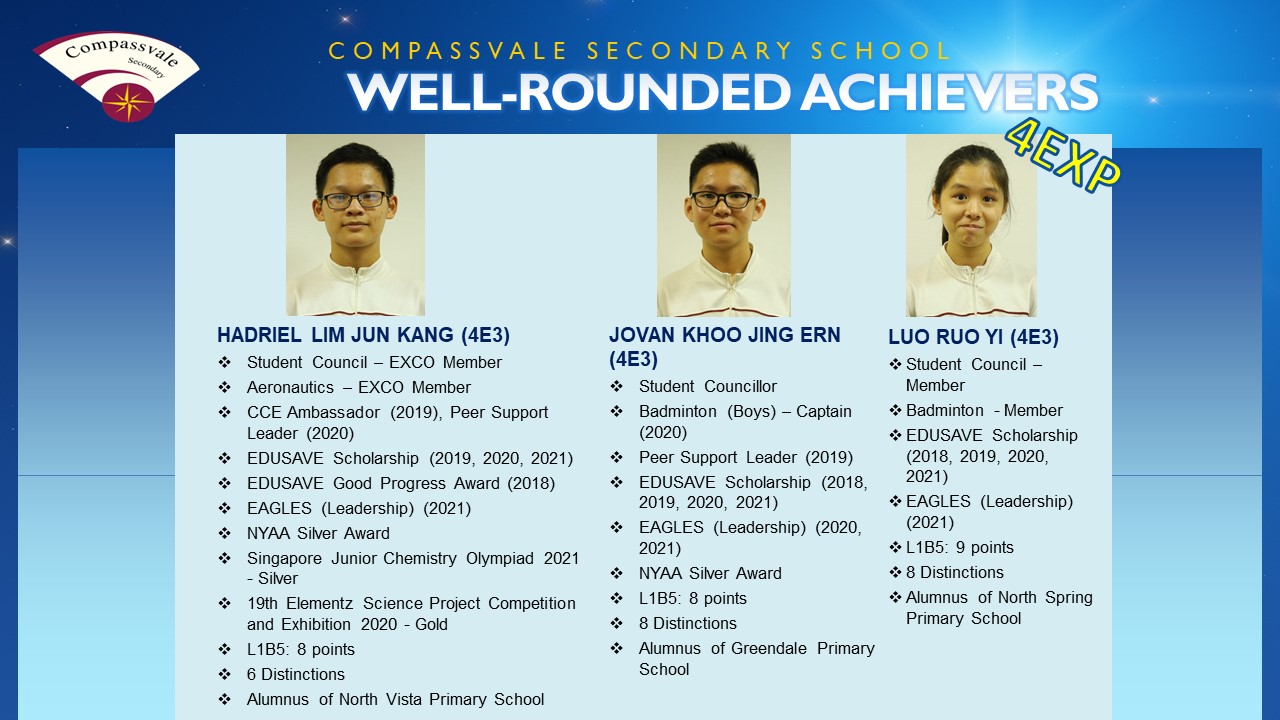 Compassvale
Secondary
COMPASSVALE SECONDARY SCHOOL
WELL-ROUNDED ACHIEVERS
4EXP
HADRIEL LIM JUN KANG (4E3)
❖ Student Council – EXCO Member
❖ Aeronautics – EXCO Member
❖ CCE Ambassador (2019), Peer Support
Leader (2020)
❖ EDUSAVE Scholarship (2019, 2020, 2021)
❖ EDUSAVE Good Progress Award (2018)
❖ EAGLES (Leadership) (2021)
❖ NYAA Silver Award
❖ Singapore Junior Chemistry Olympiad 2021
- Silver
❖ 19th Elementz Science Project Competition
and Exhibition 2020 - Gold
❖ L1B5: 8 points
❖ 6 Distinctions
❖ Alumnus of North Vista Primary School
JOVAN KHOO JING ERN
(4E3)
❖ Student Councillor
❖ Badminton (Boys) – Captain
(2020)
❖ Peer Support Leader (2019)
❖ EDUSAVE Scholarship (2018,
2019, 2020, 2021)
❖ EAGLES (Leadership) (2020,
2021)
❖ NYAA Silver Award
❖ L1B5: 8 points
❖ 8 Distinctions
❖ Alumnus of Greendale Primary
School
LUO RUO YI (4E3)
❖ Student Council –
Member
❖ Badminton - Member
❖ EDUSAVE Scholarship
(2018, 2019, 2020,
2021)
❖ EAGLES (Leadership)
(2021)
❖ L1B5: 9 points
❖ 8 Distinctions
❖ Alumnus of North Spring
Primary School